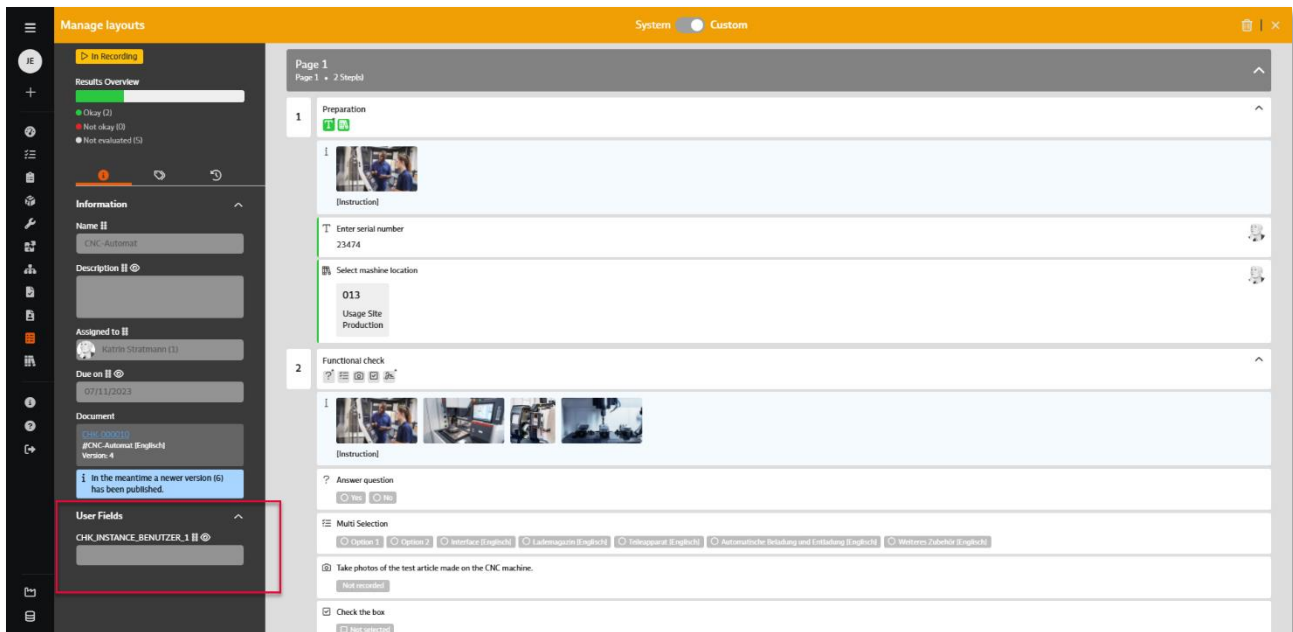 Manage layouts
System
Custom
JE
In Recording
Results Overview
Okay (2)
Not okay (0)
Not evaluated (5)
Information
Name
CNC-Automat
Description
Assigned to
Katrin Stratmann (1)
Due on
07/11/2023
Document
CHK.000010
//CNC-Automat [Englisch]
Version: 4
In the meantime a newer version (6)
has been published.
User Fields
CHK_INSTANCE_BENUTZER_1
Page 1
Page 1 • 2 Step(s)
1
Preparation
[Instruction]
Enter serial number
23474
Select mashine location
013
Usage Site
Production
2
Functional check
[Instruction]
Answer question
Yes
No
Multi Selection
Option 1
Option 2
Interface [Englisch]
Lademagazin [Englisch]
Teileapparat [Englisch]
Automatische Beladung und Entladung [Englisch]
Weiteres Zubehör [Englisch]
Take photos of the test article made on the CNC machine.
Not recorded
Check the box
Not selected